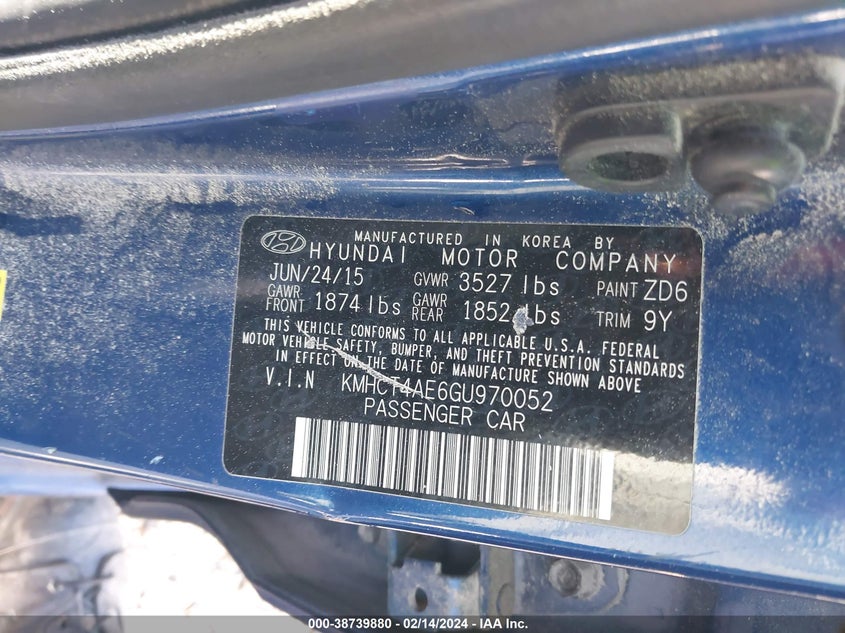 MANUFACTURED IN KOREA BY
HYUNDAI MOTOR COMPANY
JUN/24/15 GVWR 3527 lbs PAINT ZD6
GAWR FRONT 1874 lbs GAWR REAR 1852 lbs TRIM 9Y
THIS VEHICLE CONFORMS TO ALL APPLICABLE U.S.A. FEDERAL
MOTOR VEHICLE SAFETY, BUMPER, AND THEFT PREVENTION STANDARDS
IN EFFECT ON THE DATE OF MANUFACTURE SHOWN ABOVE
V.I.N KMHCT4AE6GU970052
PASSENGER CAR
000-38739880 - 02/14/2024 - IAAI.com